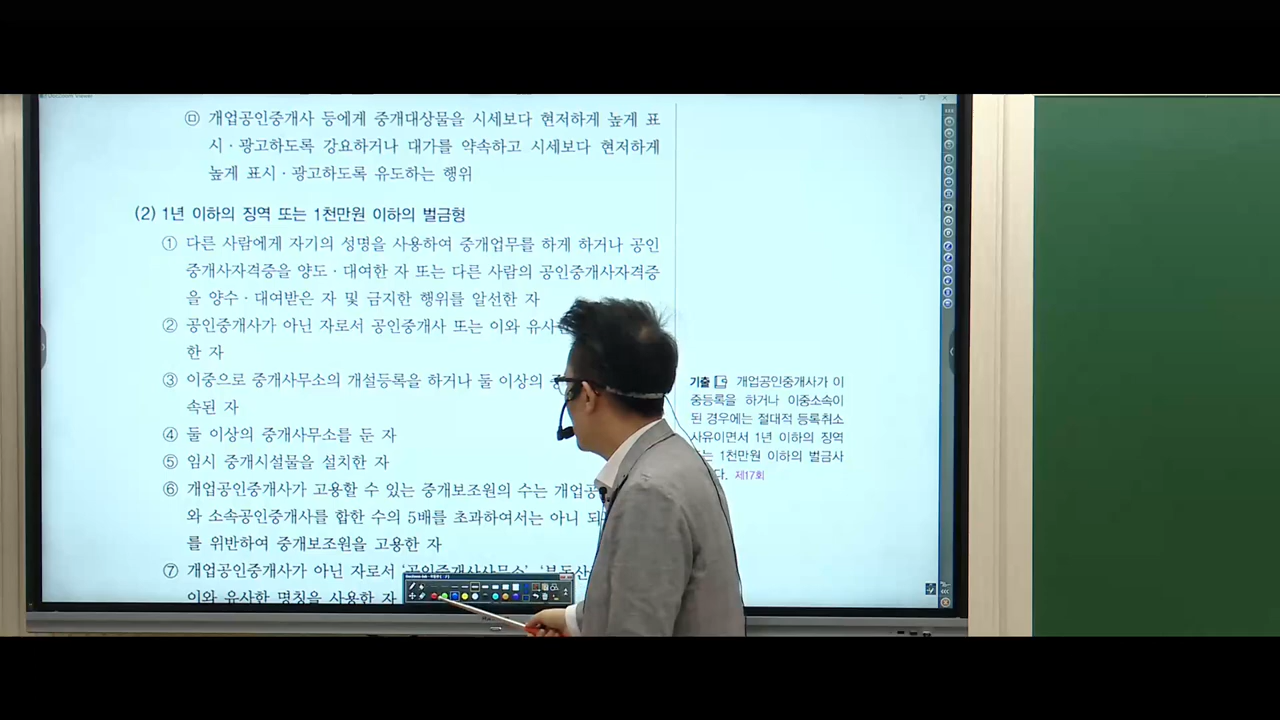 ㉤ 개업공인중개사 등에게 중개대상물을 시세보다 현저하게 높게 표
시·광고하도록 강요하거나 대가를 약속하고 시세보다 현저하게
높게 표시·광고하도록 유도하는 행위
(2) 1년 이하의 징역 또는 1천만원 이하의 벌금형
① 다른 사람에게 자기의 성명을 사용하여 중개업무를 하게 하거나 공인
중개사자격증을 양도·대여한 자 또는 다른 사람의 공인중개사자격증
을 양수·대여받은 자 및 금지한 행위를 알선한 자
② 공인중개사가 아닌 자로서 공인중개사 또는 이와
한 자
③ 이중으로 중개사무소의 개설등록을 하거나 둘 이상의
속된 자
④ 둘 이상의 중개사무소를 둔 자
⑤ 임시 중개시설물을 설치한 자
⑥ 개업공인중개사가 고용할 수 있는 중개보조원의 수는
와 소속공인중개사를 합한 수의 5배를 초과하여서는 아니
를 위반하여 중개보조원을 고용한 자
⑦ 개업공인중개사가 아닌 자로서
이와 유사한 명칭을 사용한 자
기출 개업공인중개사가 이
중등록을 하거나 이중소속이
된 경우에는 절대적 등록취소
사유이면서 1년 이하의 징역
는 1천만원 이하의 벌금사
다. 제17회